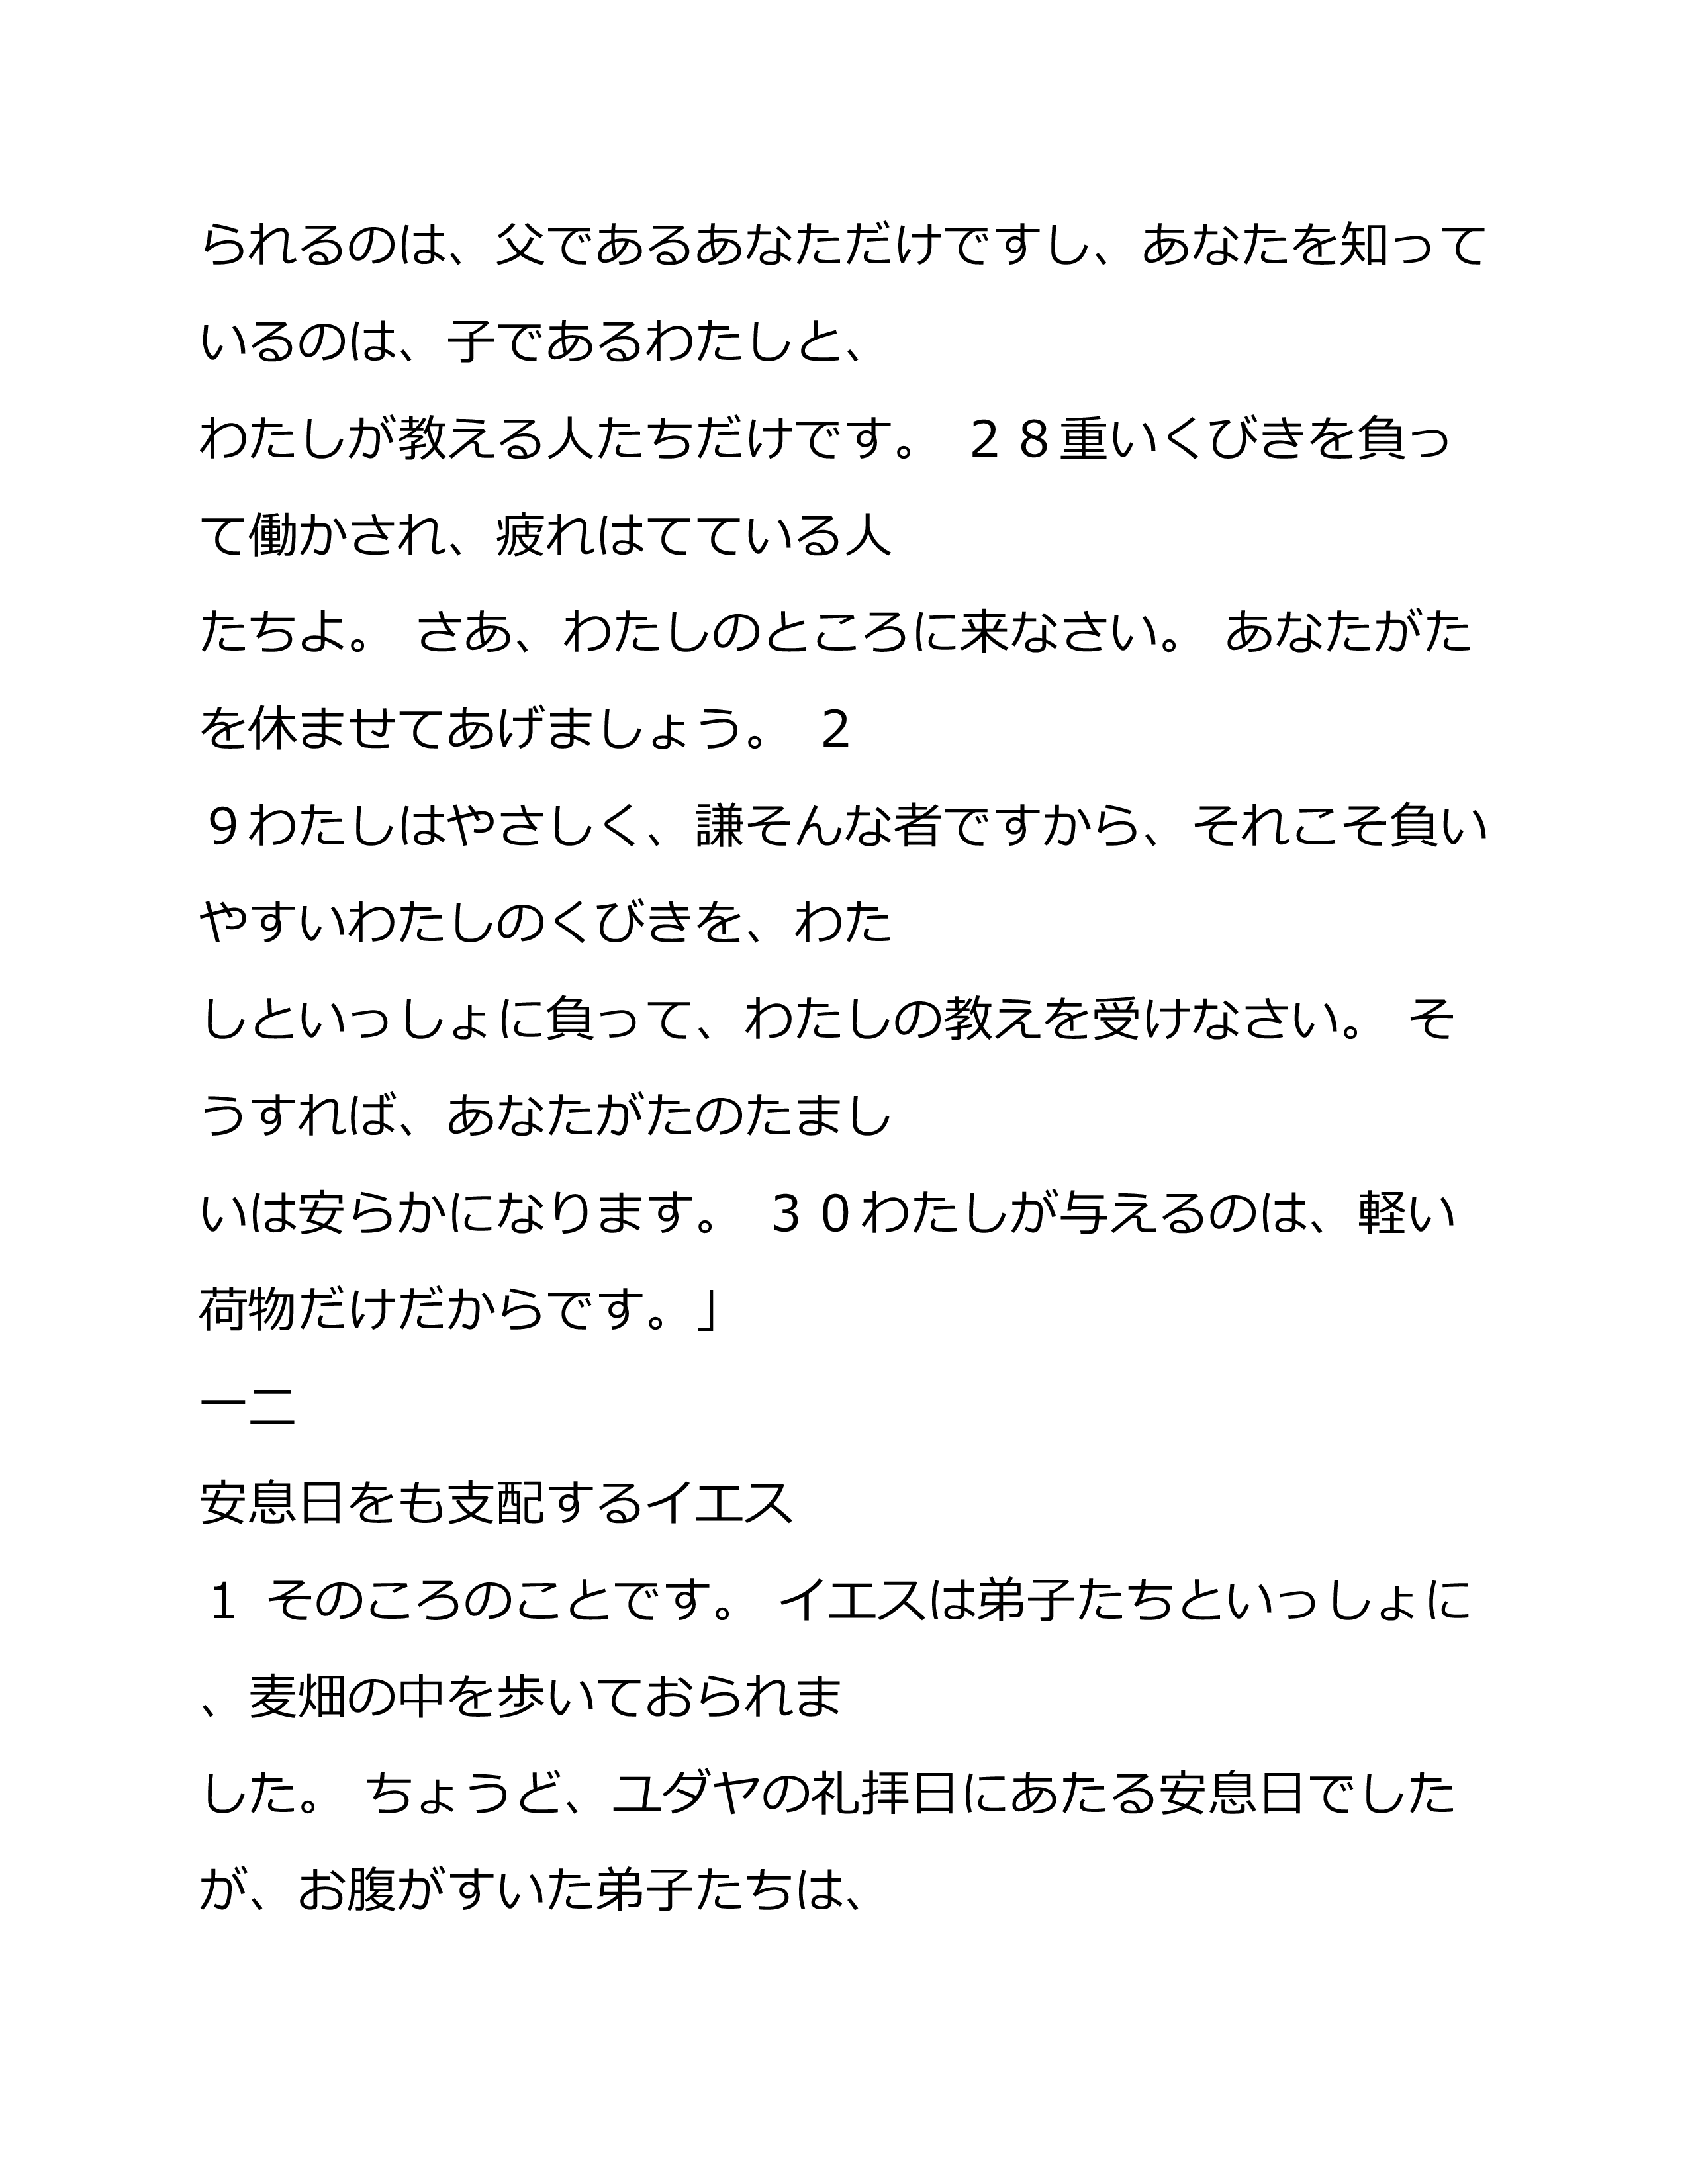 られるのは、父であるあなただけですし、あなたを知って
いるのは、子であるわたしと、
わたしが教える人たちだけです。 ２８重いくびきを負っ
て働かされ、疲れはてている人
たちよ。 さあ、わたしのところに来なさい。 あなたがた
を休ませてあげましょう。 ２
９わたしはやさしく、謙そんな者ですから、それこそ負い
やすいわたしのくびきを、わた
しといっしょに負って、わたしの教えを受けなさい。 そ
うすれば、あなたがたのたまし
いは安らかになります。 ３０わたしが与えるのは、軽い
荷物だけだからです。」
一二
安息日をも支配するイエス
１ そのころのことです。 イエスは弟子たちといっしょに
、麦畑の中を歩いておられま
した。 ちょうど、ユダヤの礼拝日にあたる安息日でした
が、お腹がすいた弟子たちは、